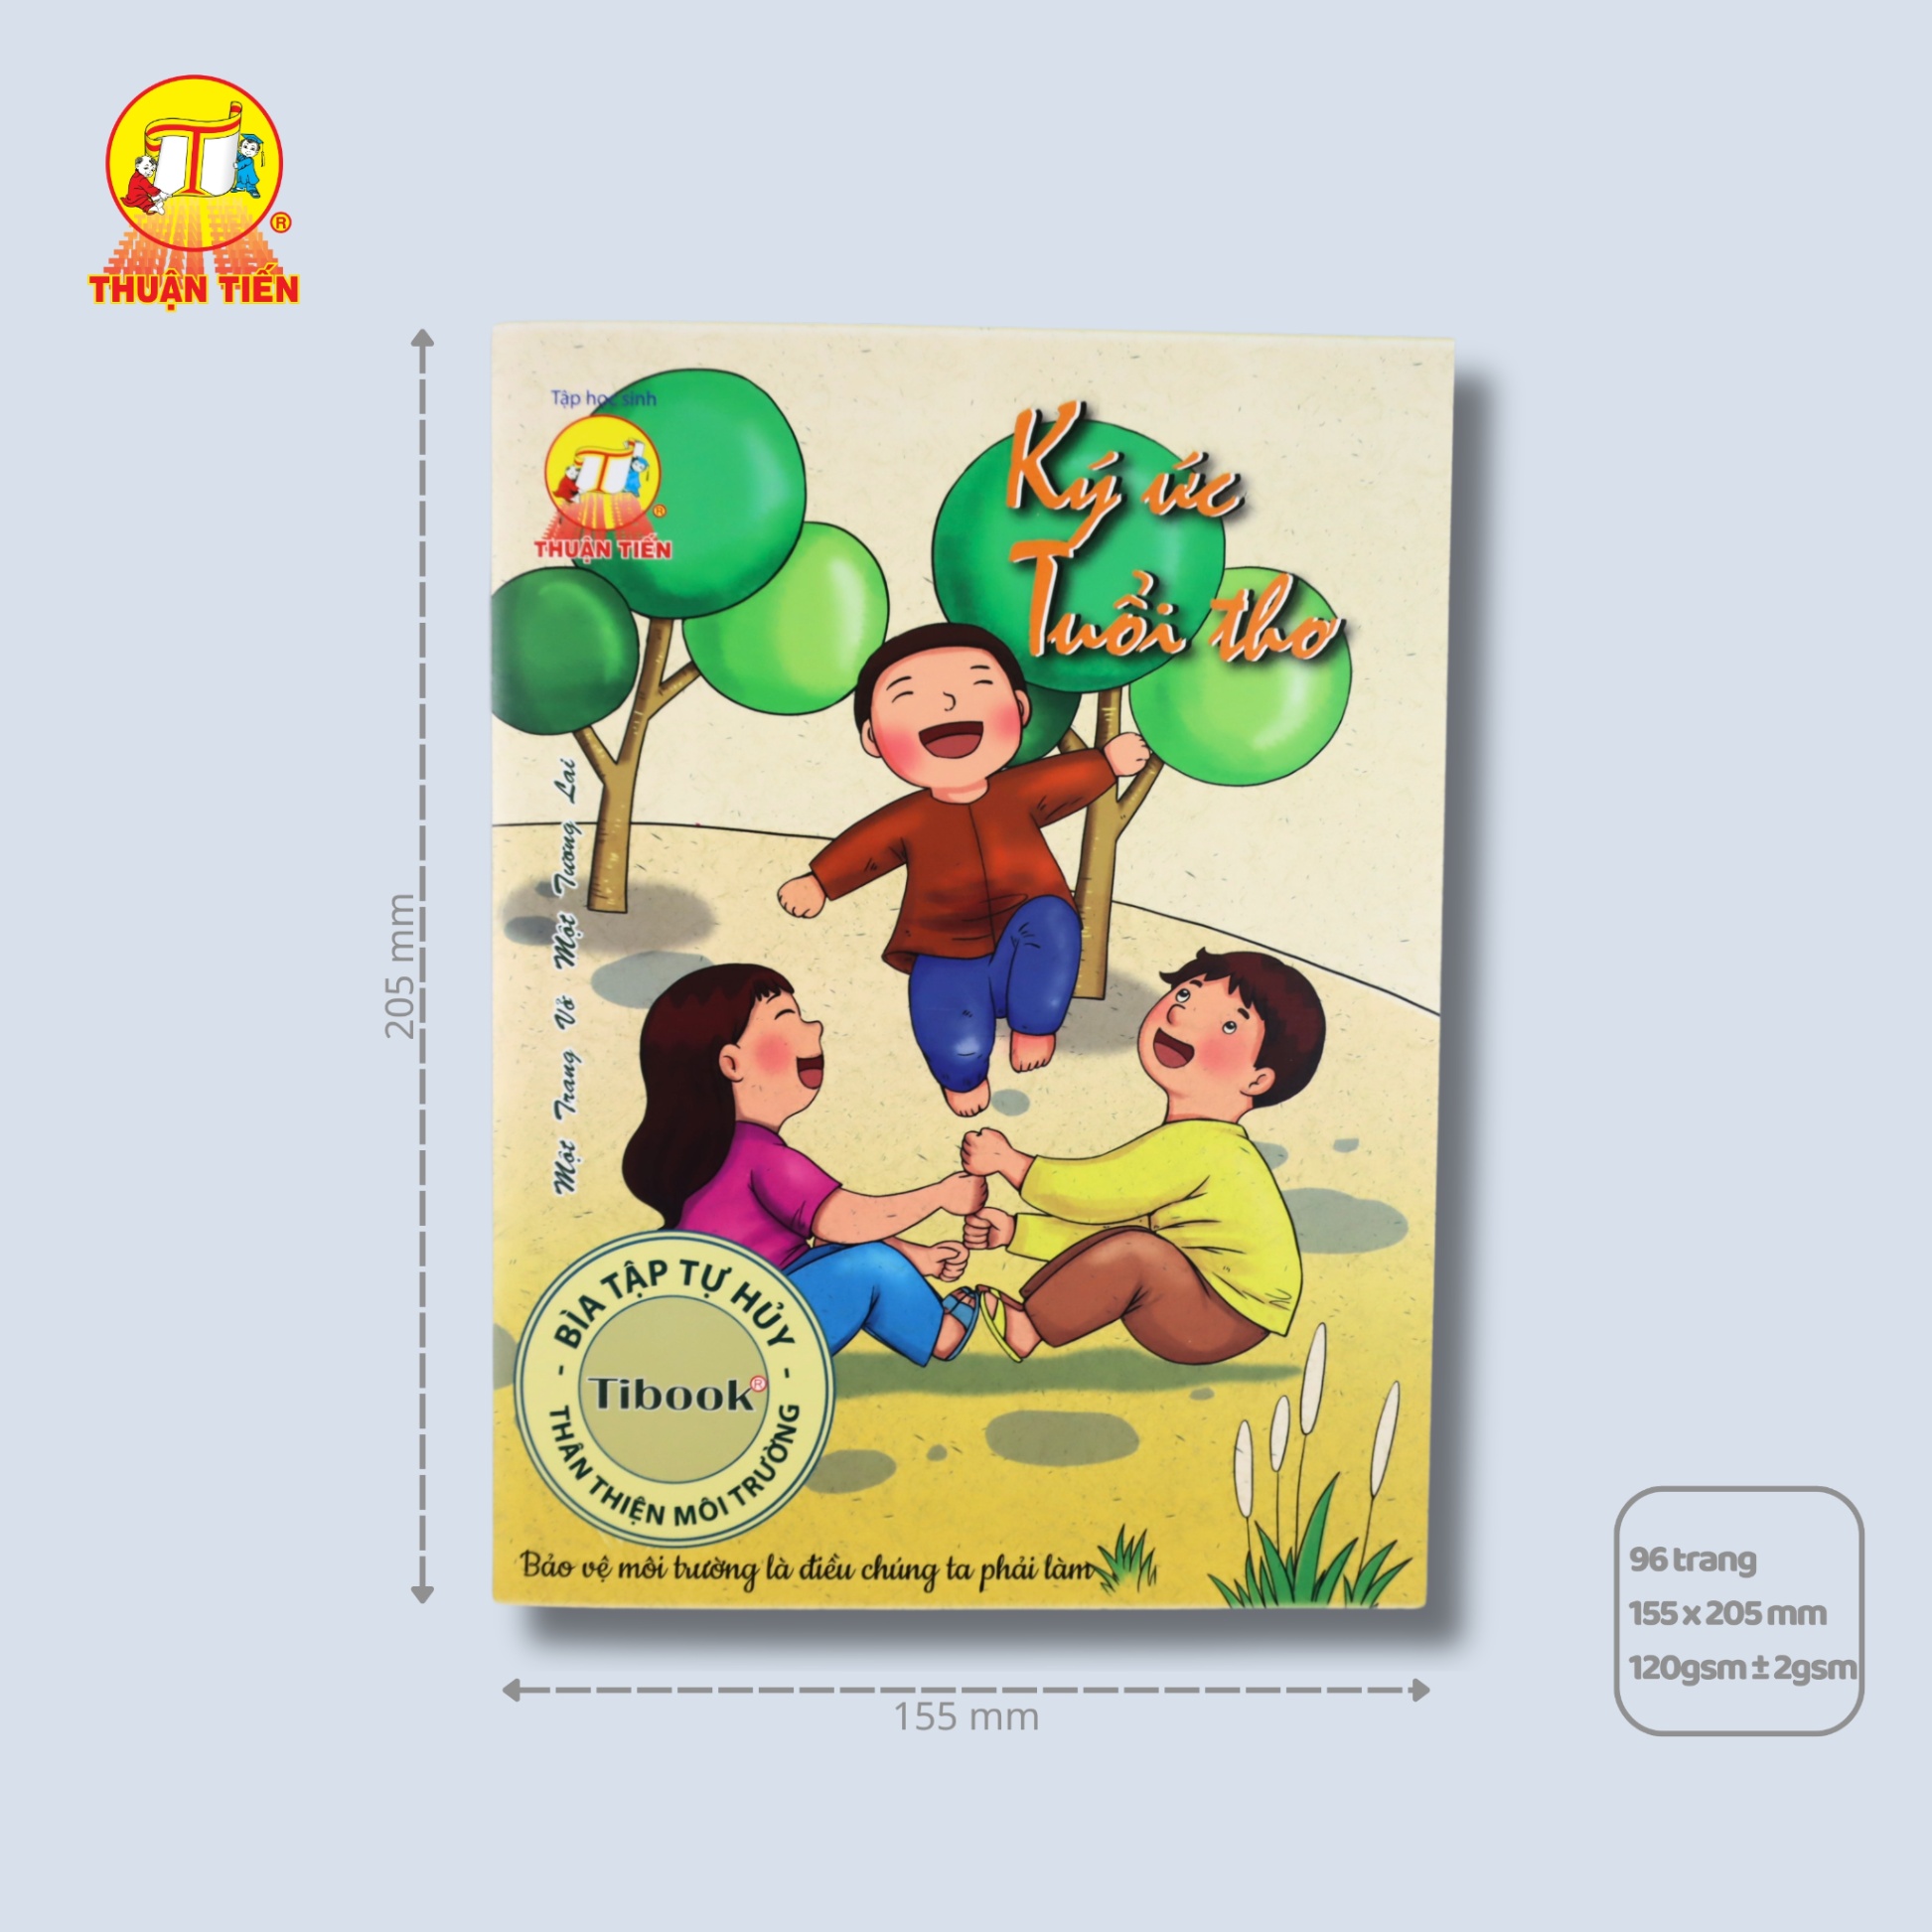 THUẬN TIẾN
®
Tập học sinh
THUẬN TIẾN
®
Ký ức
Tuổi thơ
Một Trang Vở Một Tương Lai
- BÌA TẬP TỰ HỦY -
Tibook®
THÂN THIỆN MÔI TRƯỜNG
Bảo vệ môi trường là điều chúng ta phải làm
205 mm
155 mm
96 trang
155 x 205 mm
120gsm ± 2gsm